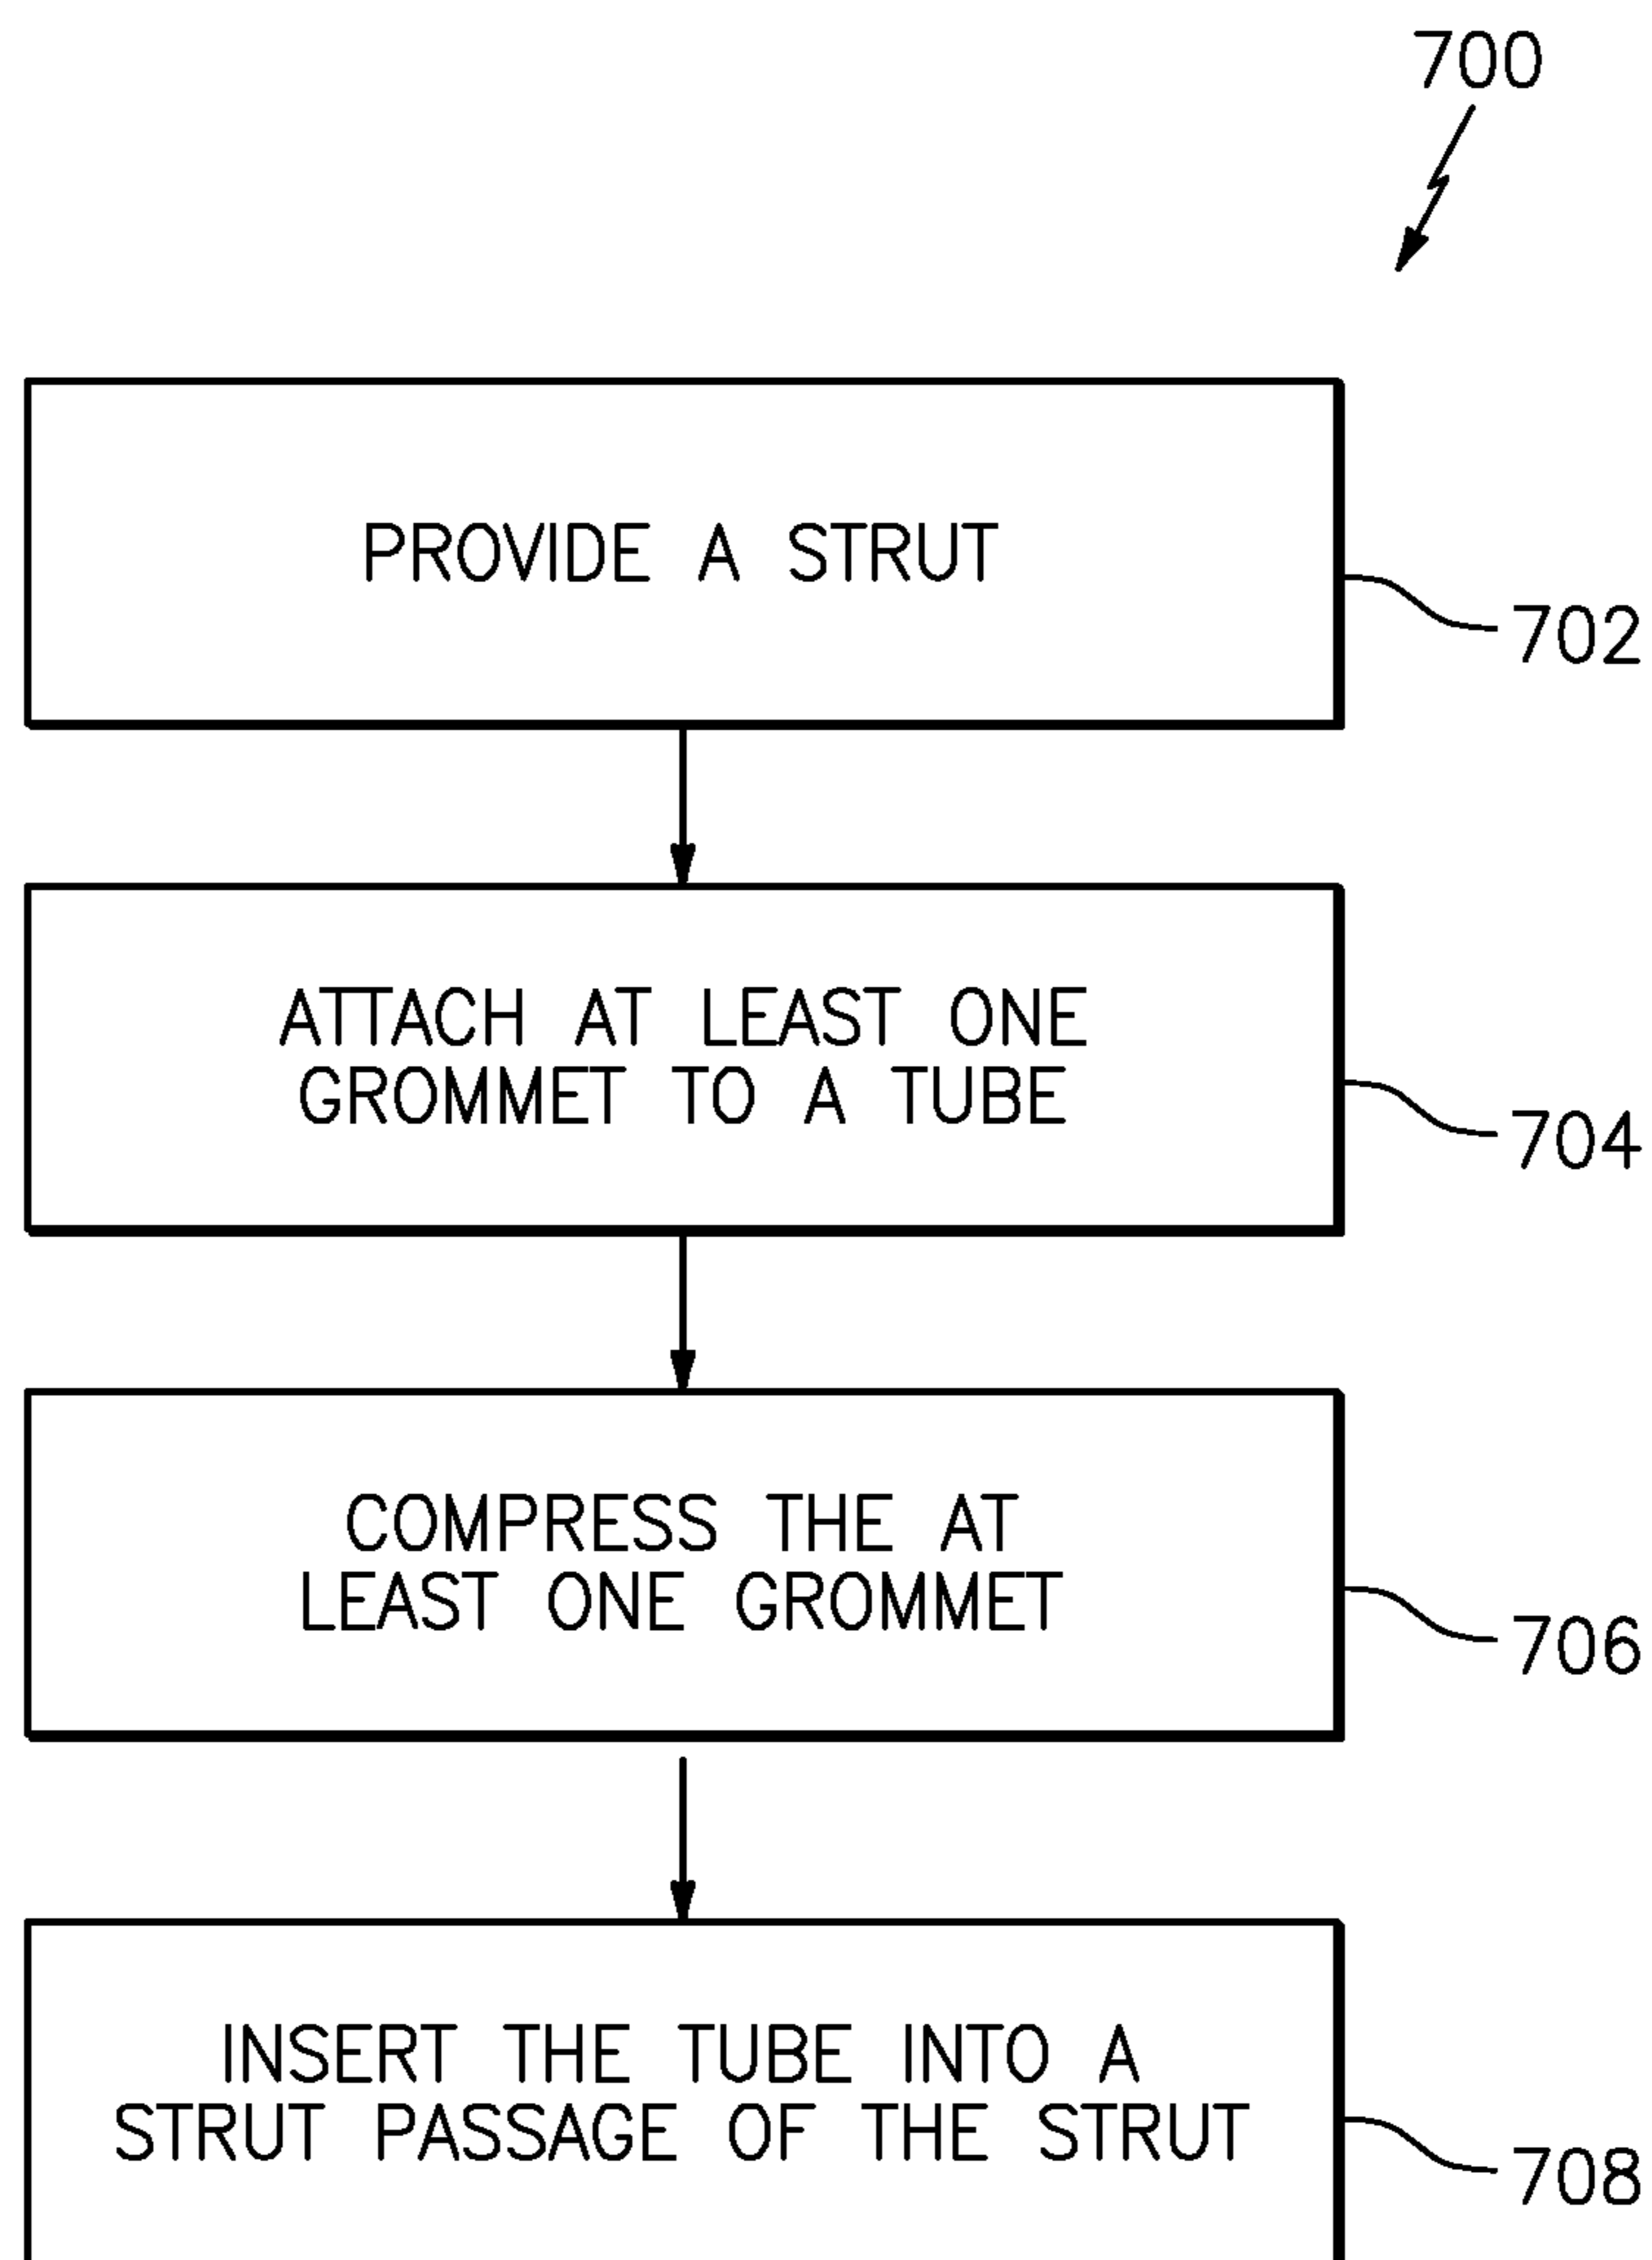 700
PROVIDE A STRUT
702
ATTACH AT LEAST ONE
GROMMET TO A TUBE
704
COMPRESS THE AT
LEAST ONE GROMMET
706
INSERT THE TUBE INTO A
STRUT PASSAGE OF THE STRUT
708